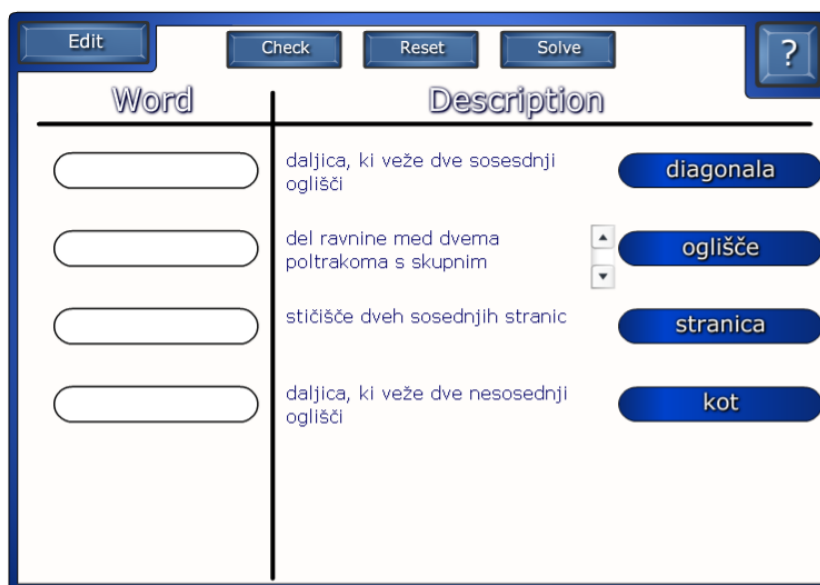 Edit
Check
Reset
Solve
?
Word
Description
daljica, ki veže dve sosesdnji
oglišči
diagonala
del ravnine med dvema
poltrakoma s skupnim
oglišče
stičišče dveh sosednjih stranic
stranica
daljica, ki veže dve nesosednji
oglišči
kot